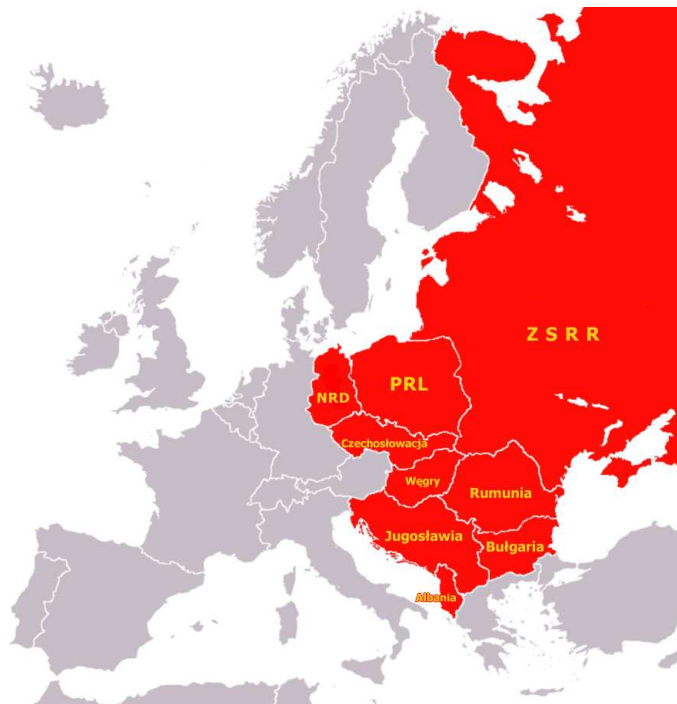 Z S R R
PRL
NRD
Czechosłowacja
Węgry
Rumunia
Jugosławia
Bułgaria
Albania